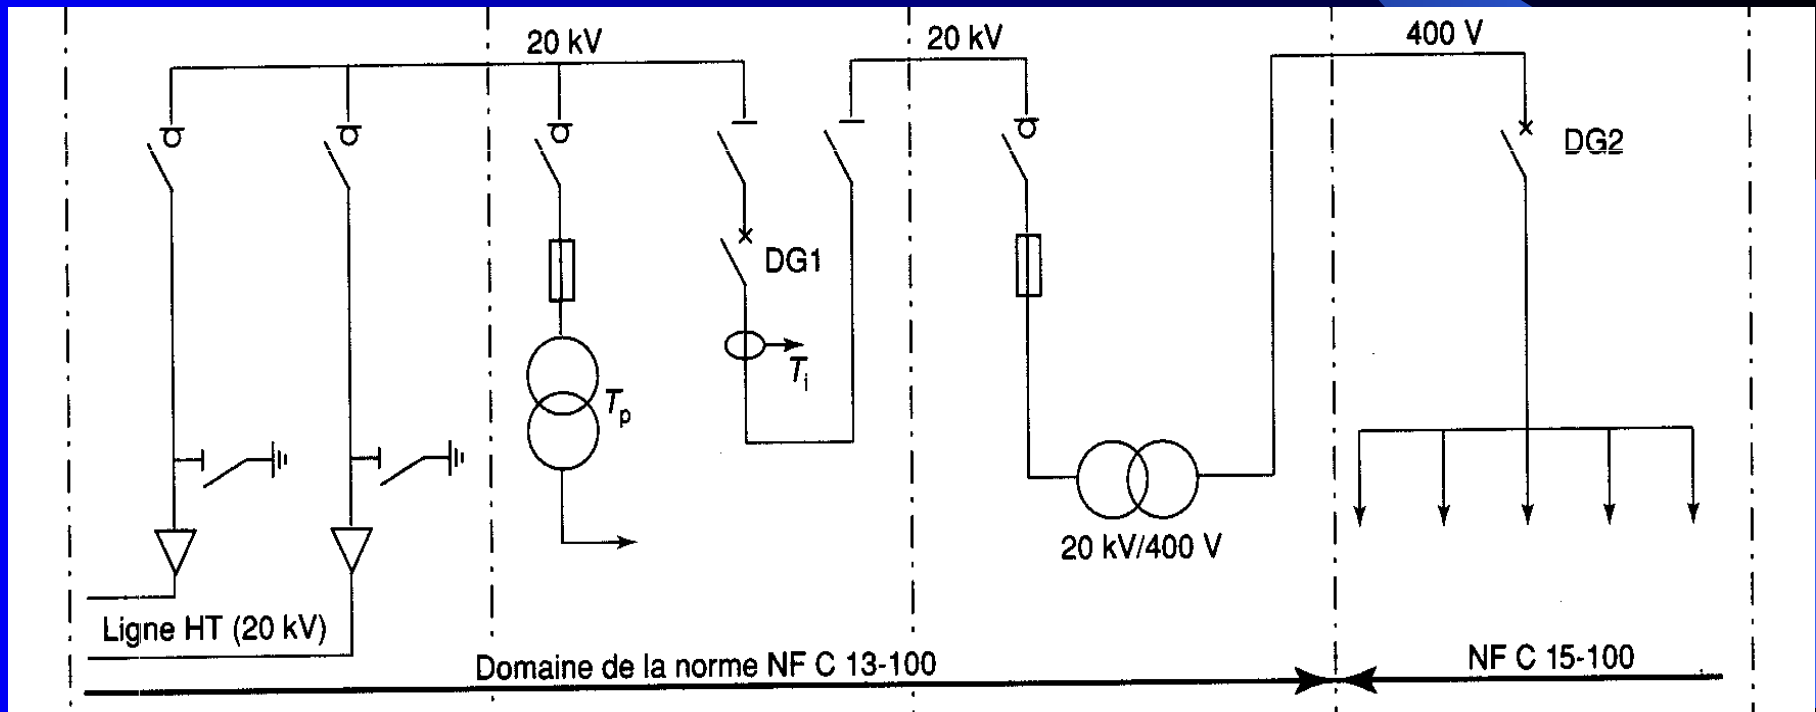 20 kV
20 kV
400 V
DG2
DG1
Ti
Tp
20 kV/400 V
Ligne HT (20 kV)
Domaine de la norme NF C 13-100
NF C 15-100